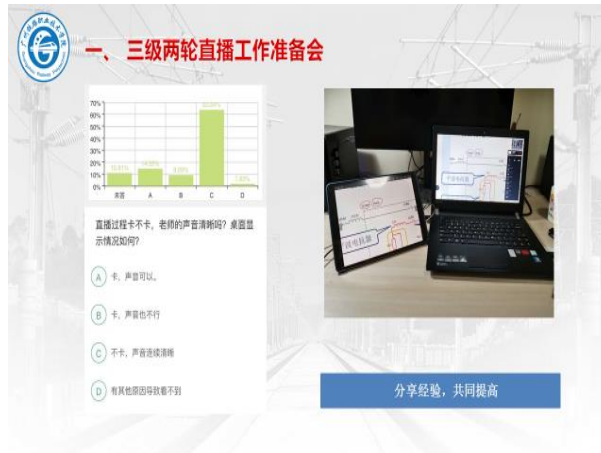 一、 三级两轮直播工作准备会
70%
60%
50%
40%
30%
20%
10%
0%
未答 A B C D
直播过程卡不卡，老师的声音清晰吗？桌面显
示情况如何？
A 卡，声音可以。
B 卡，声音也不行
C 不卡，声音连续清晰
D 有其他原因导致看不到
分享经验，共同提高